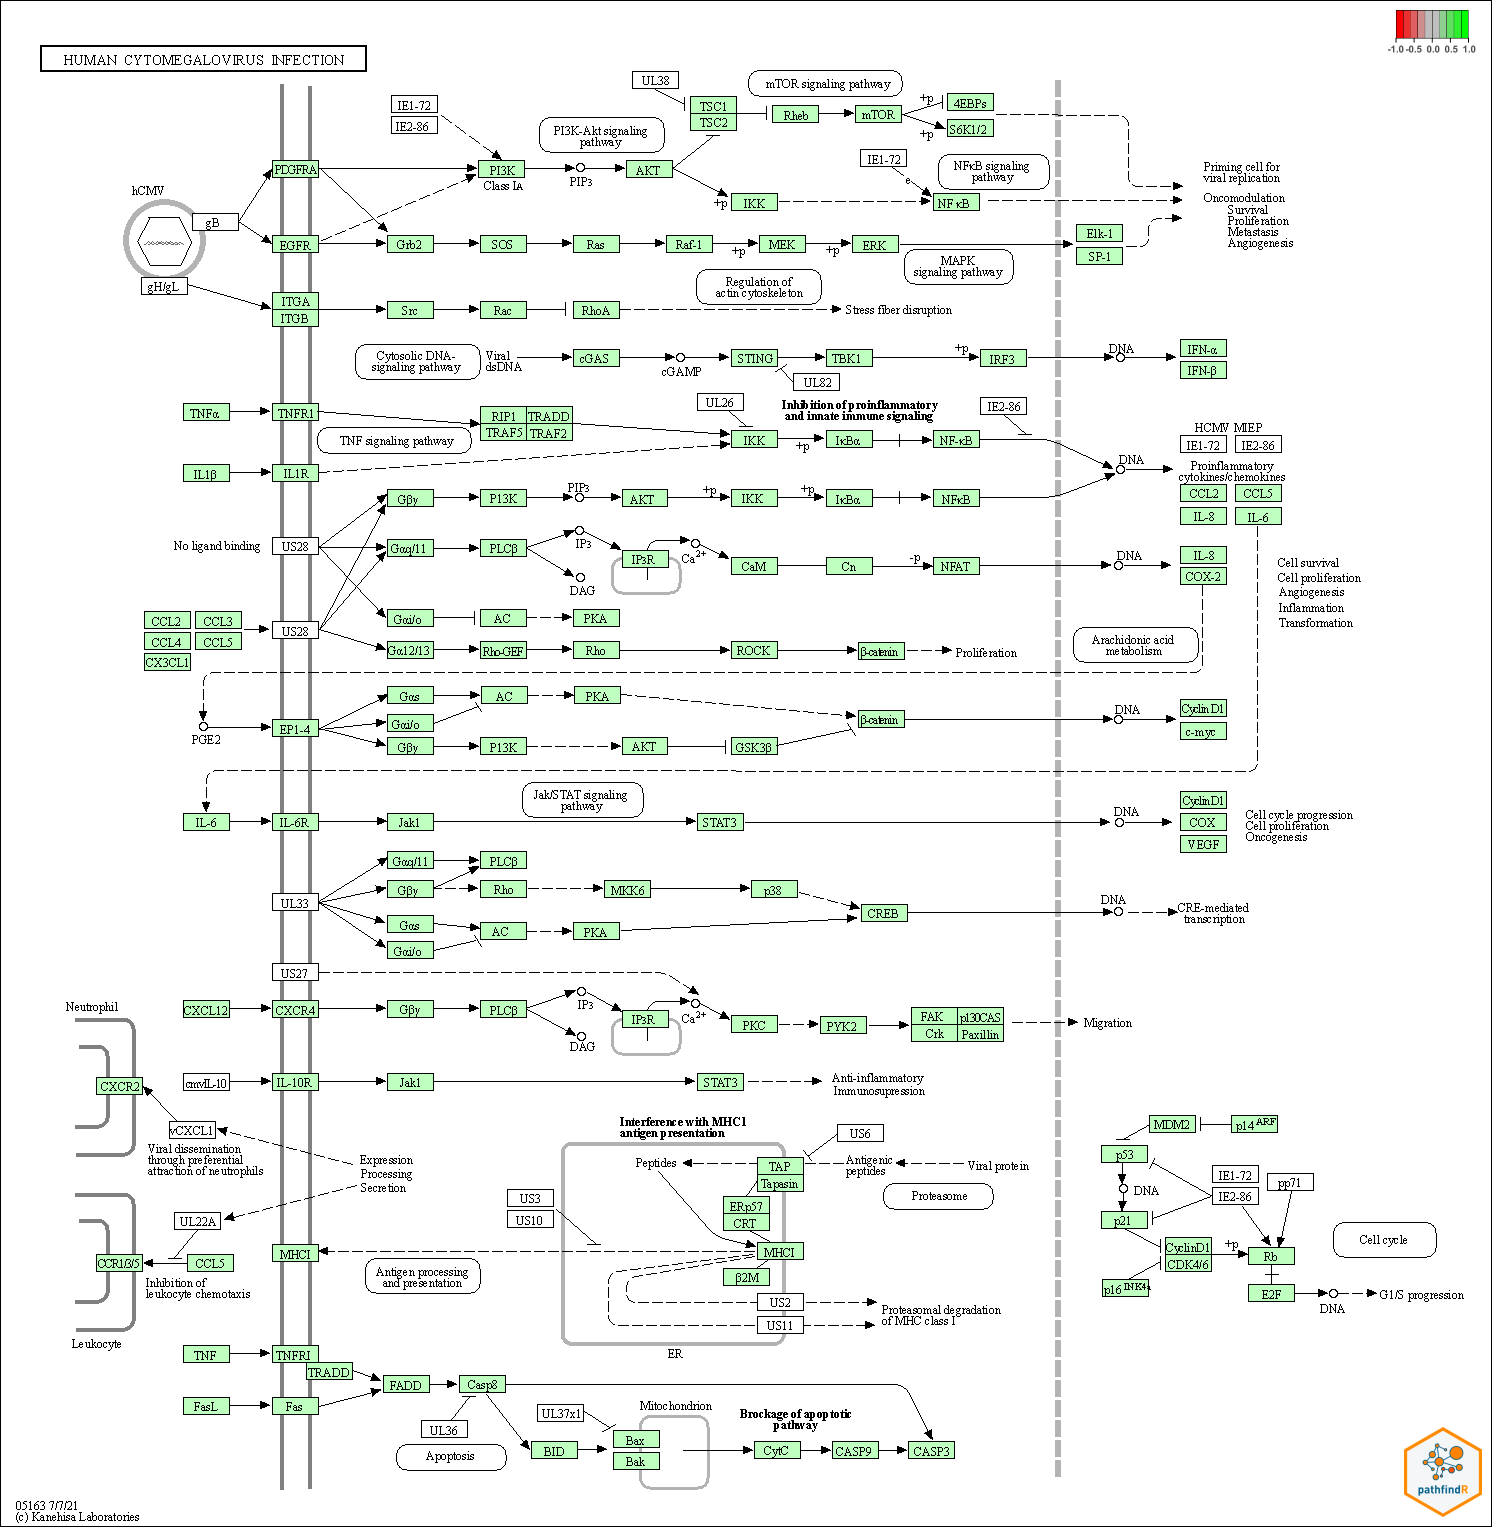 -1.0 -0.5 0.0 0.5 1.0
HUMAN CYTOMEGALOVIRUS INFECTION
UL38
mTOR signaling pathway
IE1-72
IE2-86
PI3K-Akt signaling
pathway
TSC1
TSC2
Rheb
mTOR
+p
4EBPs
S6K1/2
+p
PDGFRA
PI3K
Class IA
PIP3
AKT
IE1-72
e
NFκB signaling
pathway
Priming cell for
viral replication
hCMV
gB
+p
IKK
NFκB
Oncomodulation
Survival
Proliferation
Metastasis
Angiogenesis
EGFR
Grb2
SOS
Ras
Raf-1
+p
MEK
+p
ERK
Elk-1
SP-1
MAPK
signaling pathway
gH/gL
Regulation of
actin cytoskeleton
ITGA
ITGB
Src
Rac
RhoA
Stress fiber disruption
Cytosolic DNA-
signaling pathway
Viral
dsDNA
cGAS
cGAMP
STING
TBK1
+p
IRF3
DNA
IFN-α
IFN-β
UL82
UL26
Inhibition of proinflammatory
and innate immune signaling
IE2-86
TNFα
TNFR1
RIP1
TRADD
TRAF5
TRAF2
TNF signaling pathway
IKK
+p
IκBα
NF-κB
HCMV MIEP
IE1-72
IE2-86
DNA
IL1β
IL1R
Proinflammatory
cytokines/chemokines
CCL2
CCL5
IL-8
IL-6
Gβγ
P13K
PIP3
AKT
+p
IKK
+p
IκBα
NFκB
No ligand binding
US28
Gαq/11
PLCβ
IP3
DAG
IP3R
Ca2+
CaM
Cn
-p
NFAT
DNA
IL-8
COX-2
Cell survival
Cell proliferation
Angiogenesis
Inflammation
Transformation
CCL2
CCL3
CCL4
CCL5
CX3CL1
US28
Gαi/o
AC
PKA
Gα12/13
Rho-GEF
Rho
ROCK
β-catenin
Proliferation
Arachidonic acid
metabolism
PGE2
EP1-4
Gαs
AC
PKA
Gαi/o
Gβγ
P13K
AKT
GSK3β
β-catenin
DNA
CyclinD1
c-myc
Jak/STAT signaling
pathway
IL-6
IL-6R
Jak1
STAT3
DNA
CyclinD1
COX
VEGF
Cell cycle progression
Cell proliferation
Oncogenesis
UL33
Gαq/11
PLCβ
Gβγ
Rho
MKK6
p38
Gαs
AC
PKA
Gαi/o
CREB
DNA
CRE-mediated
transcription
US27
Neutrophil
CXCL12
CXCR4
Gβγ
PLCβ
IP3
DAG
IP3R
Ca2+
PKC
PYK2
FAK
p130CAS
Crk
Paxillin
Migration
CXCR2
cmvIL-10
IL-10R
Jak1
STAT3
Anti-inflammatory
Immunosupression
vCXCL1
Viral dissemination
through preferential
attraction of neutrophils
Expression
Processing
Secretion
Interference with MHC1
antigen presentation
US6
Peptides
TAP
Tapasin
Antigenic
peptides
Viral protein
Proteasome
US3
US10
ERp57
CRT
UL22A
MHCI
MHCI
CCR1/3/5
CCL5
Inhibition of
leukocyte chemotaxis
Antigen processing
and presentation
β2M
US2
US11
Proteasomal degradation
of MHC class I
ER
Leukocyte
MDM2
p14 ARF
p53
DNA
p21
IE1-72
IE2-86
pp71
CyclinD1
CDK4/6
+p
Rb
Cell cycle
p16 INK4a
E2F
DNA
G1/S progression
TNF
TNFRI
TRADD
FADD
Casp8
FasL
Fas
UL36
Apoptosis
UL37x1
Mitochondrion
BID
Bax
Bak
Brockage of apoptotic
pathway
CytC
CASP9
CASP3
pathfindR
05163 7/7/21
(c) Kanehisa Laboratories